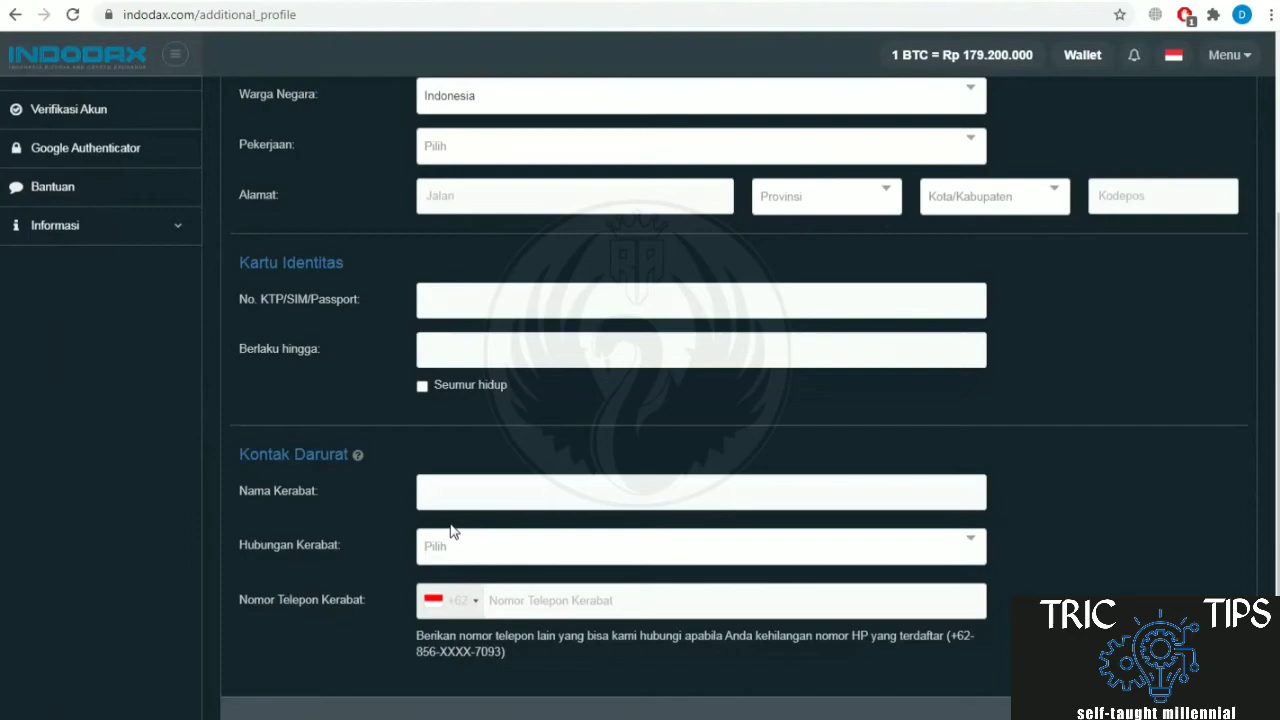 indodax.com/additional_profile
D
1
INDODAX
1 BTC = Rp 179.200.000
Wallet
Menu
Verifikasi Akun
Google Authenticator
Bantuan
Informasi
Warga Negara:
Indonesia
Pekerjaan:
Pilih
Alamat:
Jalan
Provinsi
Kota/Kabupaten
Kodepos
Kartu Identitas
No. KTP/SIM/Passport:
Berlaku hingga:
Seumur hidup
Kontak Darurat
Nama Kerabat:
Hubungan Kerabat:
Pilih
Nomor Telepon Kerabat:
+62
Nomor Telepon Kerabat
Berikan nomor telepon lain yang bisa kami hubungi apabila Anda kehilangan nomor HP yang terdaftar (+62-
856-XXXX-7093)
TRIC TIPS
self-taught millennial